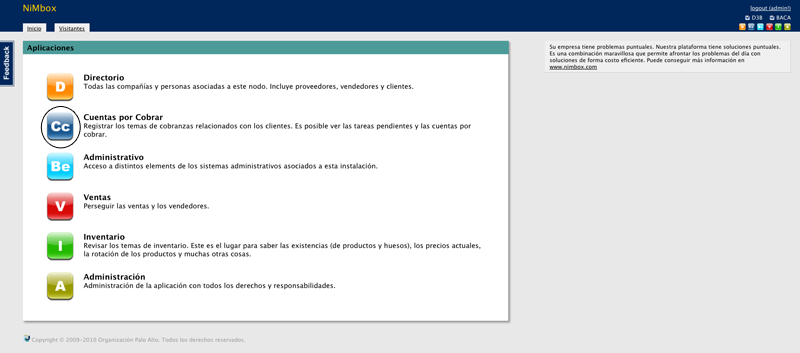 NiMbox
logout (admin!)
D3B BACA
Inicio Visitantes
Feedback
Aplicaciones
D
Directorio
Todas las compañías y personas asociadas a este nodo. Incluye proveedores, vendedores y clientes.
Cc
Cuentas por Cobrar
Registrar los temas de cobranzas relacionados con los clientes. Es posible ver las tareas pendientes y las cuentas por
cobrar.
Be
Administrativo
Acceso a distintos elements de los sistemas administrativos asociados a esta instalación.
V
Ventas
Perseguir las ventas y los vendedores.
I
Inventario
Revisar los temas de inventario. Este es el lugar para saber las existencias (de productos y huesos), los precios actuales,
la rotación de los productos y muchas otras cosas.
A
Administración
Administración de la aplicación con todos los derechos y responsabilidades.
Su empresa tiene problemas puntuales. Nuestra plataforma tiene soluciones puntuales.
Es una combinación maravillosa que permite afrontar los problemas del día con
soluciones de forma costo eficiente. Puede conseguir más información en
www.nimbox.com
Copyright © 2009-2010 Organización Palo Alto. Todos los derechos reservados.